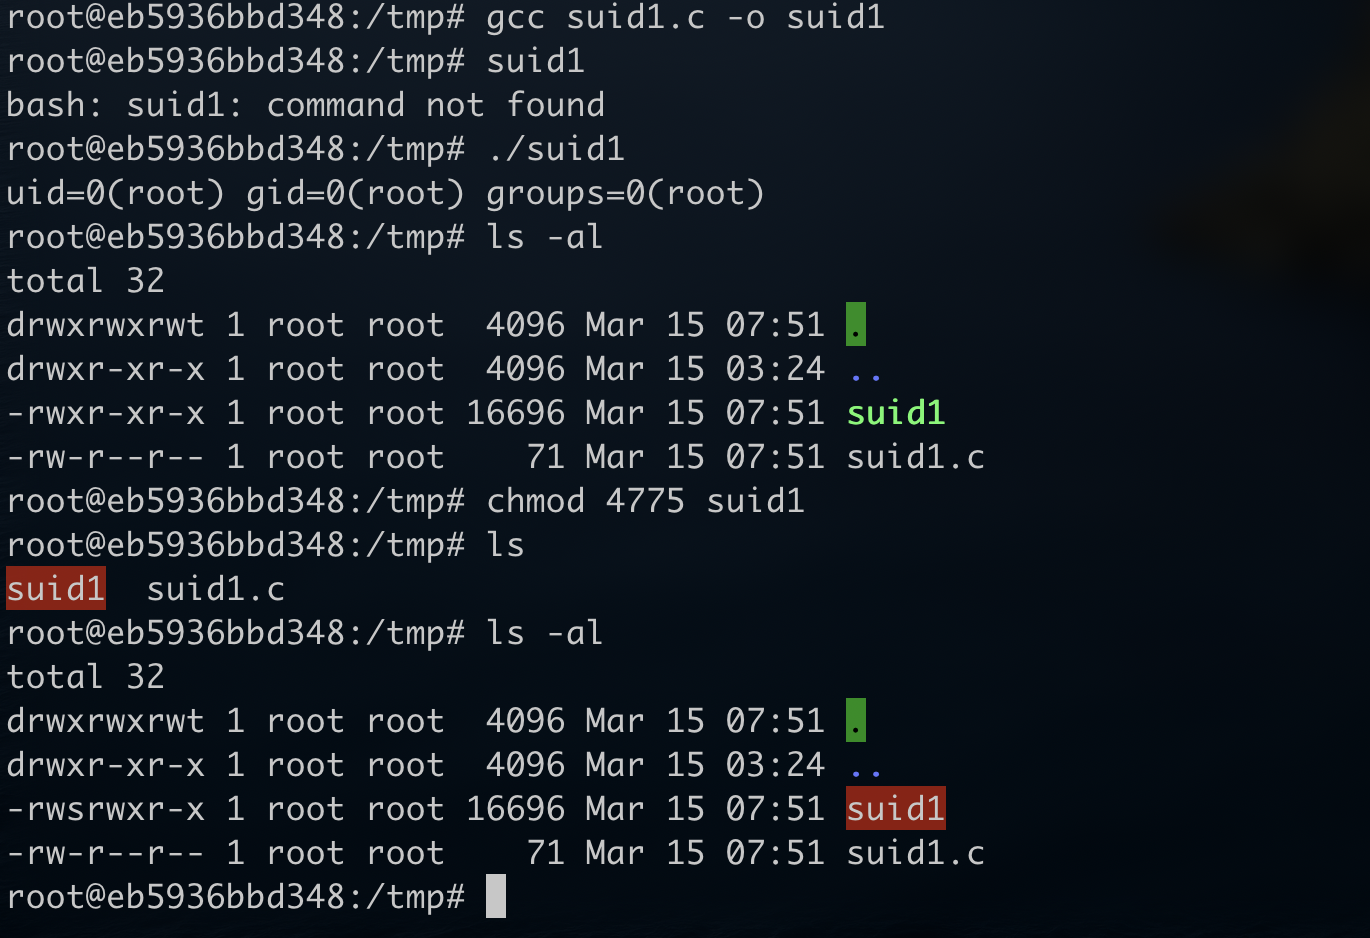 root@eb5936bbd348:/tmp# gcc suid1.c -o suid1
root@eb5936bbd348:/tmp# suid1
bash: suid1: command not found
root@eb5936bbd348:/tmp# ./suid1
uid=0(root) gid=0(root) groups=0(root)
root@eb5936bbd348:/tmp# ls -al
total 32
drwxrwxrwt 1 root root  4096 Mar 15 07:51 .
drwxr-xr-x 1 root root  4096 Mar 15 03:24 ..
-rwxr-xr-x 1 root root 16696 Mar 15 07:51 suid1
-rw-r--r-- 1 root root    71 Mar 15 07:51 suid1.c
root@eb5936bbd348:/tmp# chmod 4775 suid1
root@eb5936bbd348:/tmp# ls
suid1  suid1.c
root@eb5936bbd348:/tmp# ls -al
total 32
drwxrwxrwt 1 root root  4096 Mar 15 07:51 .
drwxr-xr-x 1 root root  4096 Mar 15 03:24 ..
-rwsrwxr-x 1 root root 16696 Mar 15 07:51 suid1
-rw-r--r-- 1 root root    71 Mar 15 07:51 suid1.c
root@eb5936bbd348:/tmp#